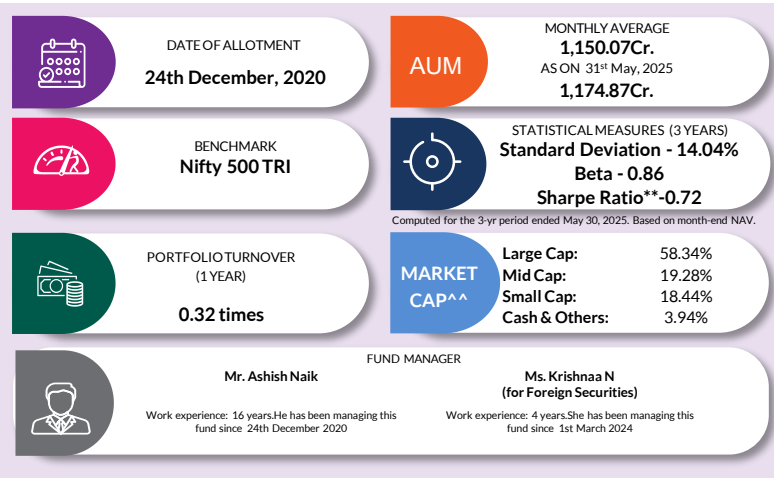 DATE OF ALLOTMENT
24th December, 2020
AUM
MONTHLY AVERAGE
1,150.07Cr.
AS ON 31st May, 2025
1,174.87Cr.
BENCHMARK
Nifty 500 TRI
STATISTICAL MEASURES (3 YEARS)
Standard Deviation - 14.04%
Beta - 0.86
Sharpe Ratio**-0.72
Computed for the 3-yr period ended May 30, 2025. Based on month-end NAV.
PORTFOLIO TURNOVER
(1 YEAR)
0.32 times
MARKET
CAP^^
Large Cap: 58.34%
Mid Cap: 19.28%
Small Cap: 18.44%
Cash & Others: 3.94%
FUND MANAGER
Mr. Ashish Naik
Work experience: 16 years.He has been managing this
fund since 24th December 2020
Ms. Krishnaa N
(for Foreign Securities)
Work experience: 4 years.She has been managing this
fund since 1st March 2024